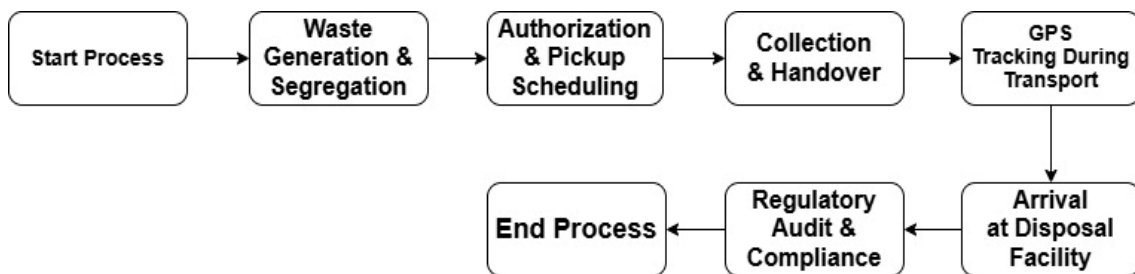 Start Process
Waste
Generation &
Segregation
Authorization
& Pickup
Scheduling
Collection
& Handover
GPS
Tracking During
Transport
Arrival
at Disposal
Facility
Regulatory
Audit &
Compliance
End Process